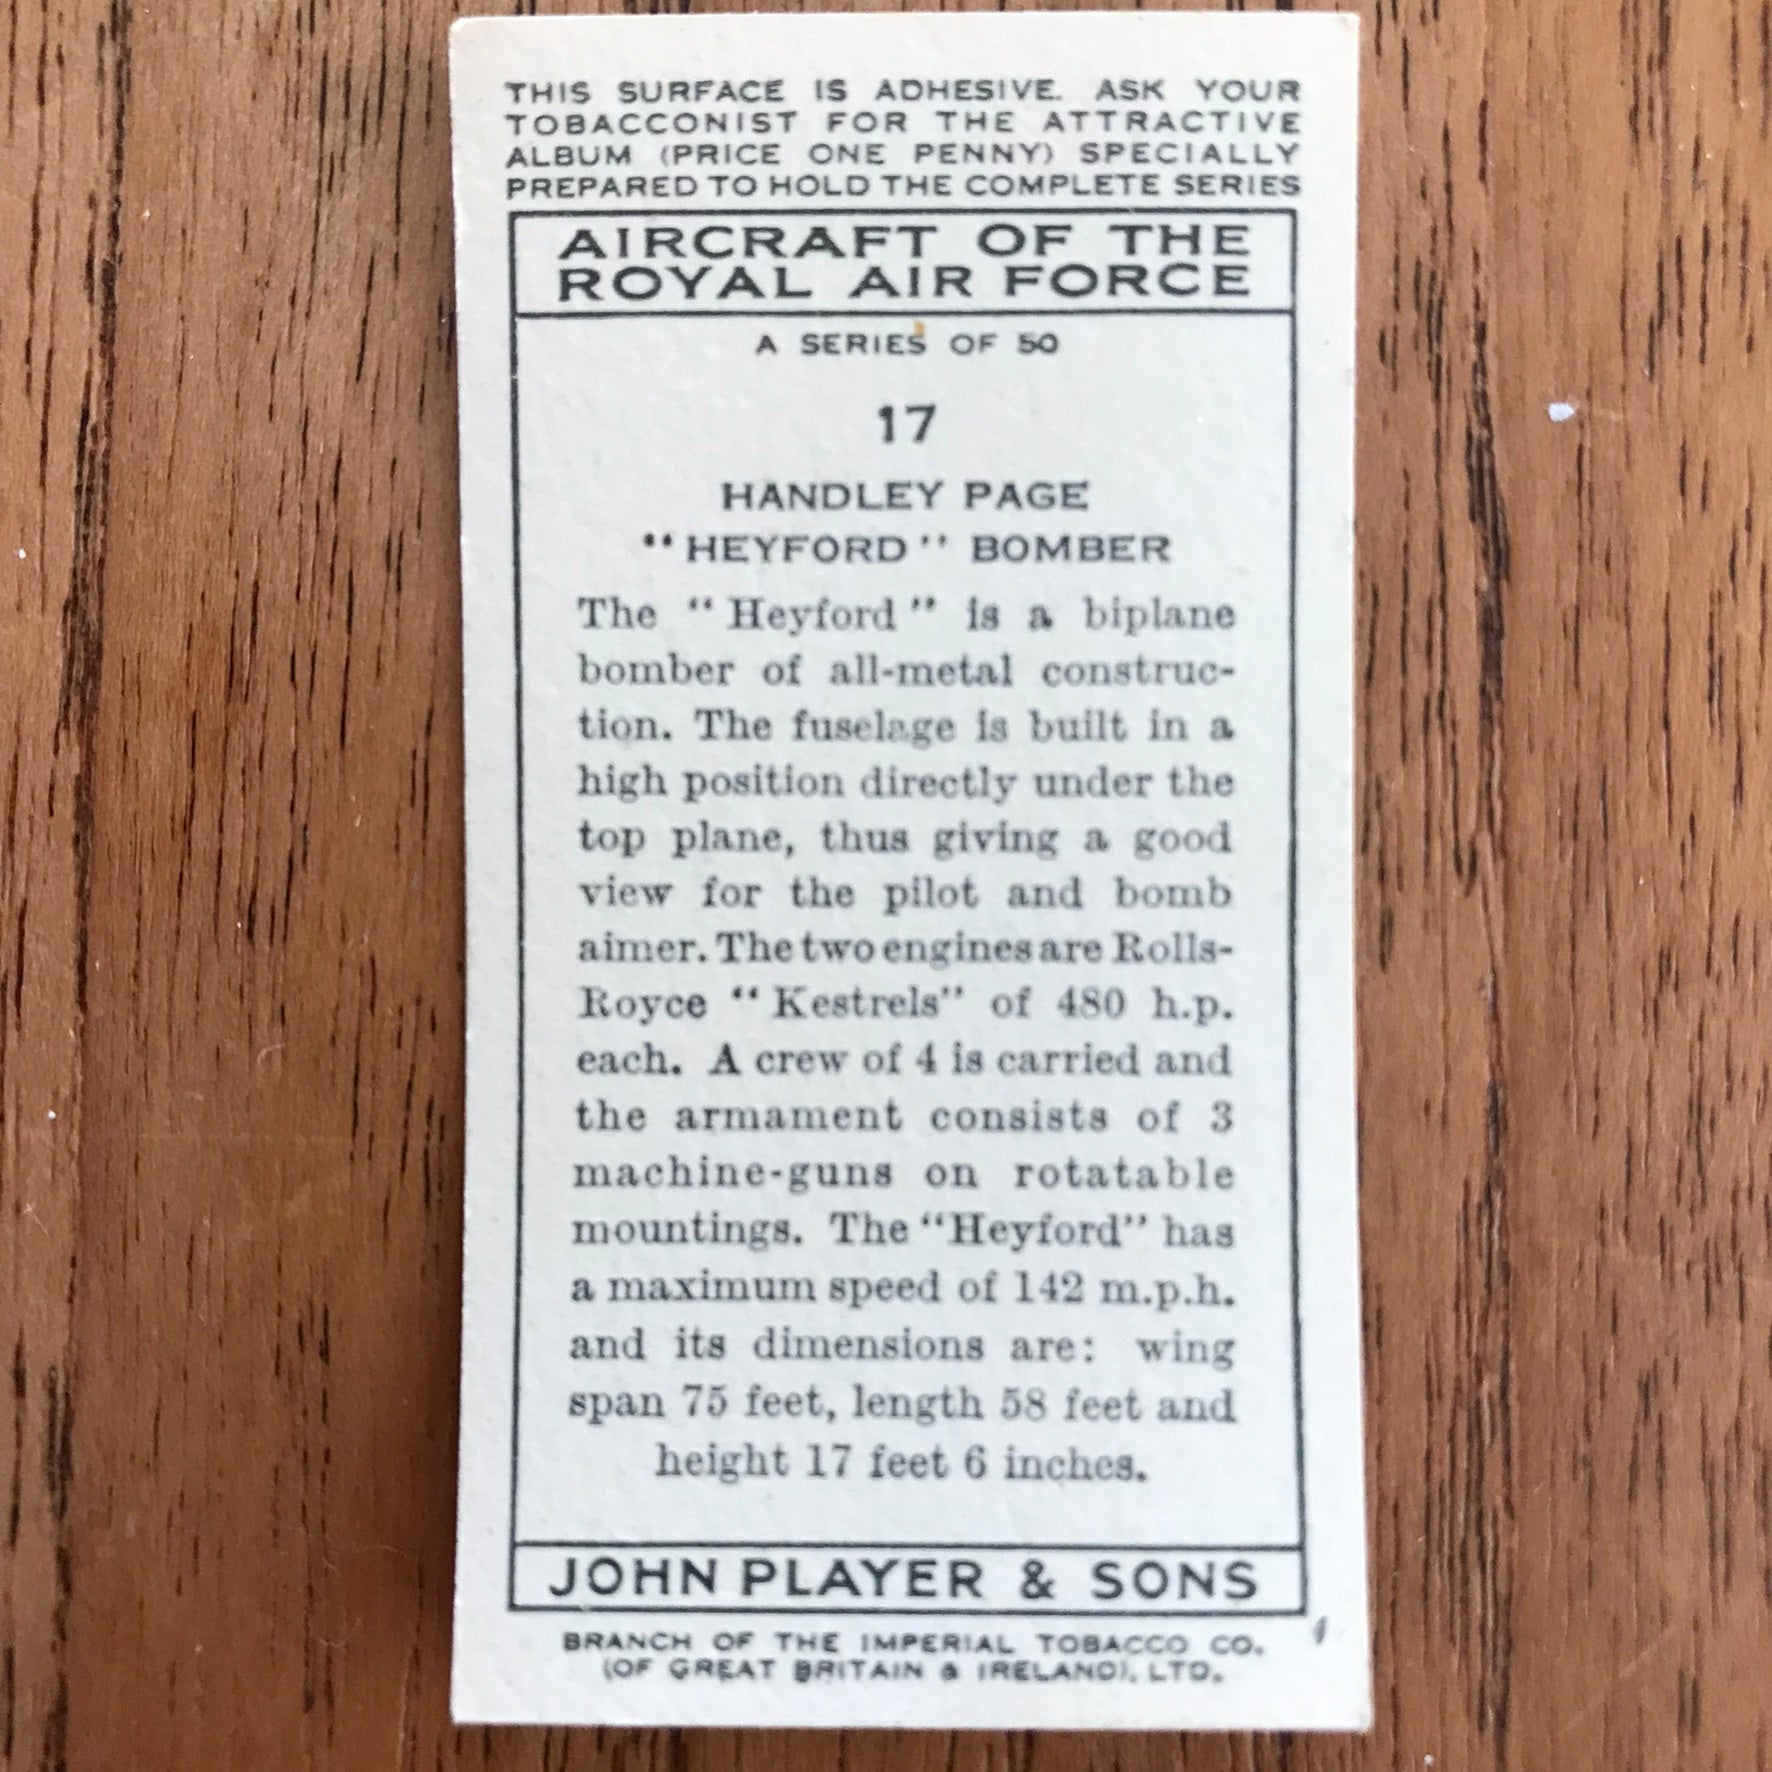 THIS SURFACE IS ADHESIVE. ASK YOUR
TOBACCONIST FOR THE ATTRACTIVE
ALBUM (PRICE ONE PENNY) SPECIALLY
PREPARED TO HOLD THE COMPLETE SERIES
AIRCRAFT OF THE
ROYAL AIR FORCE
A SERIES OF 50
17
HANDLEY PAGE
"HEYFORD" BOMBER
The "Heyford" is a biplane
bomber of all-metal construc-
tion. The fuselage is built in a
high position directly under the
top plane, thus giving a good
view for the pilot and bomb
aimer. The two engines are Rolls-
Royce "Kestrels" of 480 h.p.
each. A crew of 4 is carried and
the armament consists of 3
machine-guns on rotatable
mountings. The "Heyford" has
a maximum speed of 142 m.p.h.
and its dimensions are: wing
span 75 feet, length 58 feet and
height 17 feet 6 inches.
JOHN PLAYER & SONS
BRANCH OF THE IMPERIAL TOBACCO CO.
(OF GREAT BRITAIN & IRELAND), LTD.